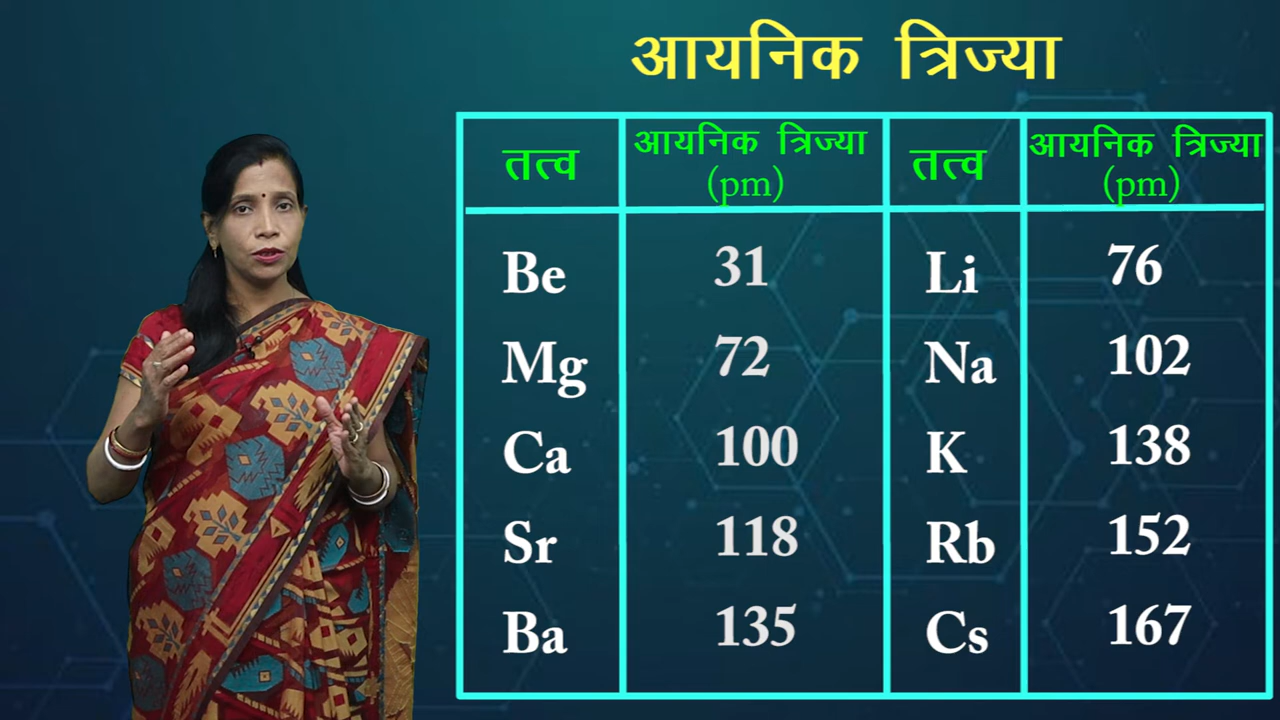 आयनिक त्रिज्या
तत्व आयनिक त्रिज्या (pm) तत्व आयनिक त्रिज्या (pm)
Be 31 Li 76
Mg 72 Na 102
Ca 100 K 138
Sr 118 Rb 152
Ba 135 Cs 167